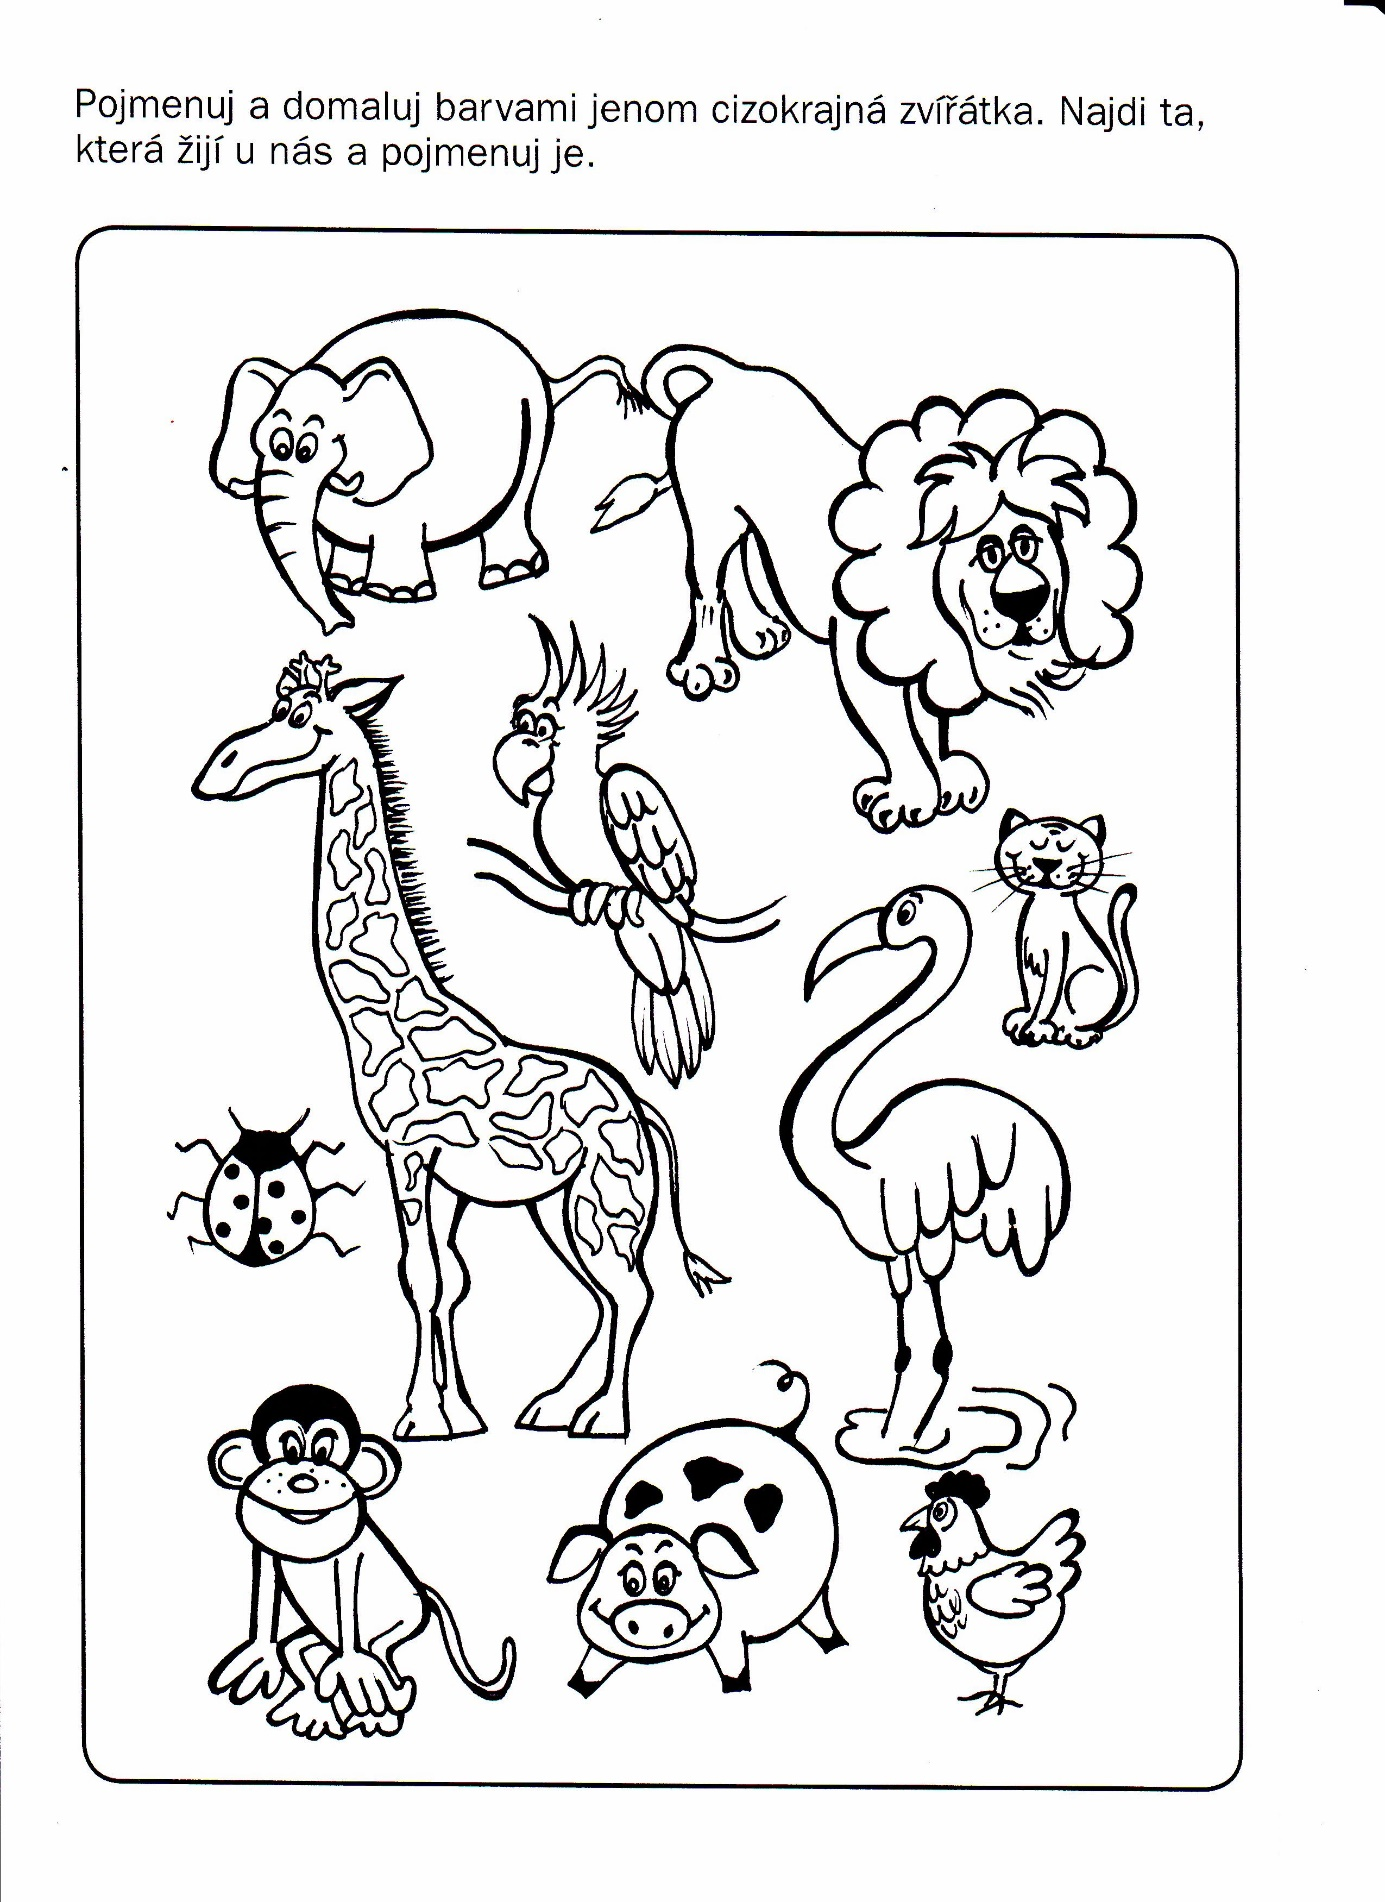 Pojmenuj a domaluj barvami jenom cizokrajná zvířátka. Najdi ta,
která žijí u nás a pojmenuj je.